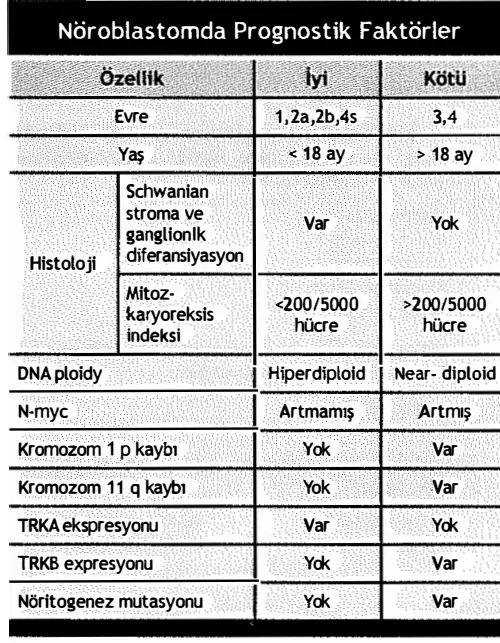 Nöroblastomda Prognostik Faktörler
Özellik İyi Kötü
Evre 1,2a,2b,4s 3,4
Yaş < 18 ay > 18 ay
Histoloji
Schwanian
stroma ve
ganglionik
diferansiyasyon
Var Yok
Mitoz-
karyoreksis
indeksi
<200/5000
hücre
>200/5000
hücre
DNA ploidy Hiperdiploid Near- diploid
N-myc Artmamış Artmış
Kromozom 1 p kaybı Yok Var
Kromozom 11 q kaybı Yok Var
TRKA ekspresyonu Var Yok
TRKB expresyonu Yok Var
Nöritogenez mutasyonu Yok Var